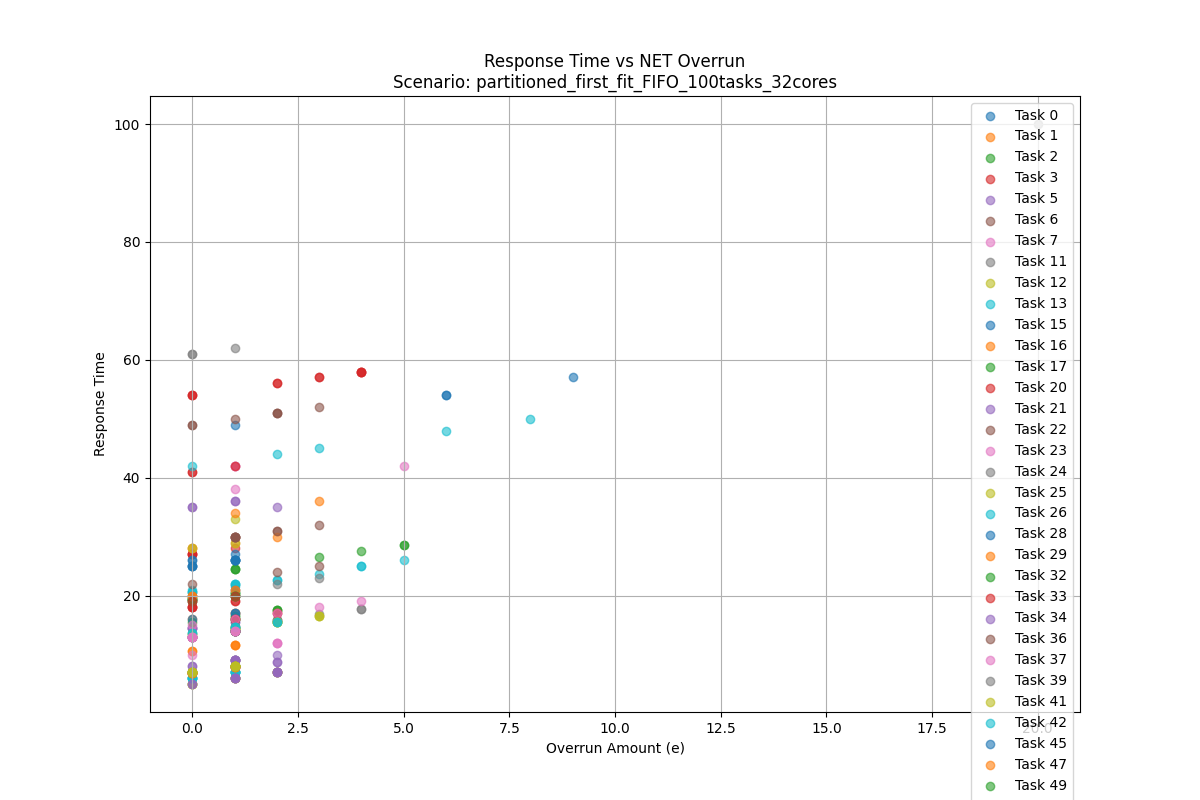 Response Time vs NET Overrun
Scenario: partitioned_first_fit_FIFO_100tasks_32cores
Response Time
100
80
60
40
20
0.0
2.5
5.0
7.5
10.0
12.5
15.0
17.5
20.0
Overrun Amount (e)
Task 0
Task 1
Task 2
Task 3
Task 5
Task 6
Task 7
Task 11
Task 12
Task 13
Task 15
Task 16
Task 17
Task 20
Task 21
Task 22
Task 23
Task 24
Task 25
Task 26
Task 28
Task 29
Task 32
Task 33
Task 34
Task 36
Task 37
Task 39
Task 41
Task 42
Task 45
Task 47
Task 49